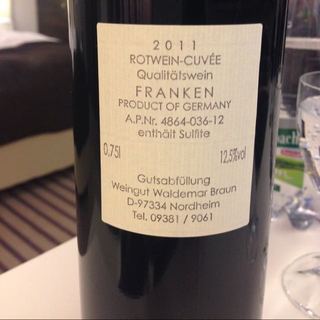 2011
ROTWEIN-CUVÉE
Qualitätswein
FRANKEN
PRODUCT OF GERMANY
A.P.Nr. 4864-036-12
enthält Sulfite
0,75l 12,5%vol
Gutsabfüllung
Weingut Waldemar Braun
D-97334 Nordheim
Tel. 09381 / 9061